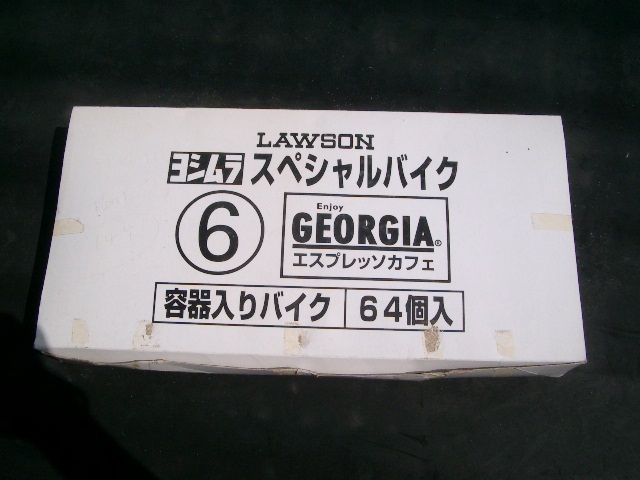 LAWSON
ヨシムラ スペシャルバイク
⑥
Enjoy
GEORGIA®
エスプレッソカフェ
容器入りバイク 64個入